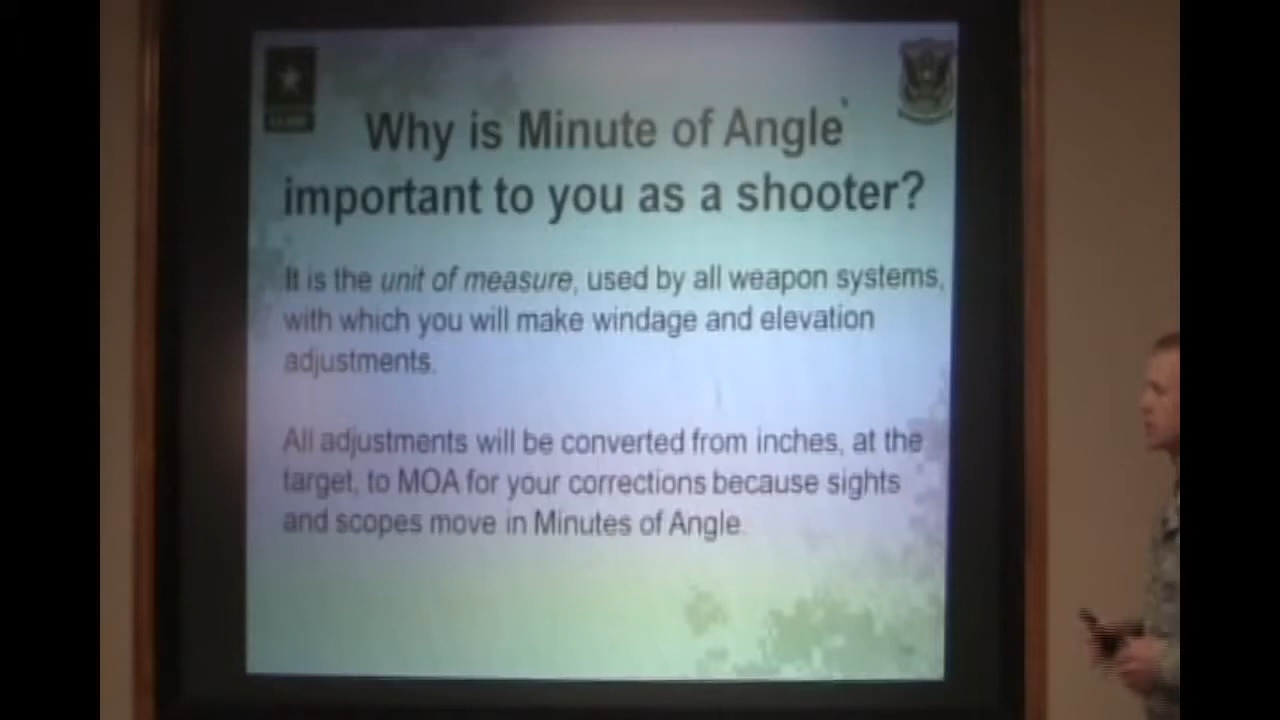 Why is Minute of Angle
important to you as a shooter?
It is the unit of measure, used by all weapon systems,
with which you will make windage and elevation
adjustments.
All adjustments will be converted from inches, at the
target, to MOA for your corrections because sights
and scopes move in Minutes of Angle.